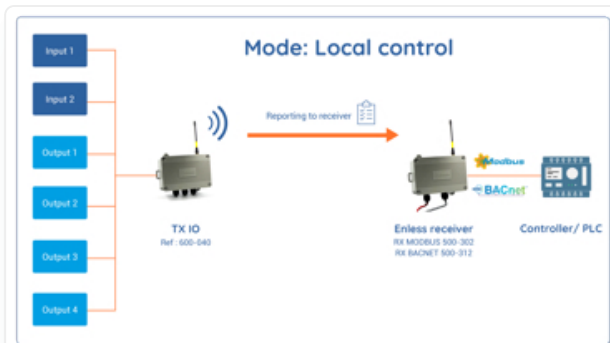 Mode: Local control
Input 1
Input 2
Output 1
Output 2
Output 3
Output 4
Reporting to receiver
TX IO
Ref : 600-040
Enless receiver
RX MODBUS 500-302
RX BACNET 500-312
Modbus
BACnet
Controller/ PLC